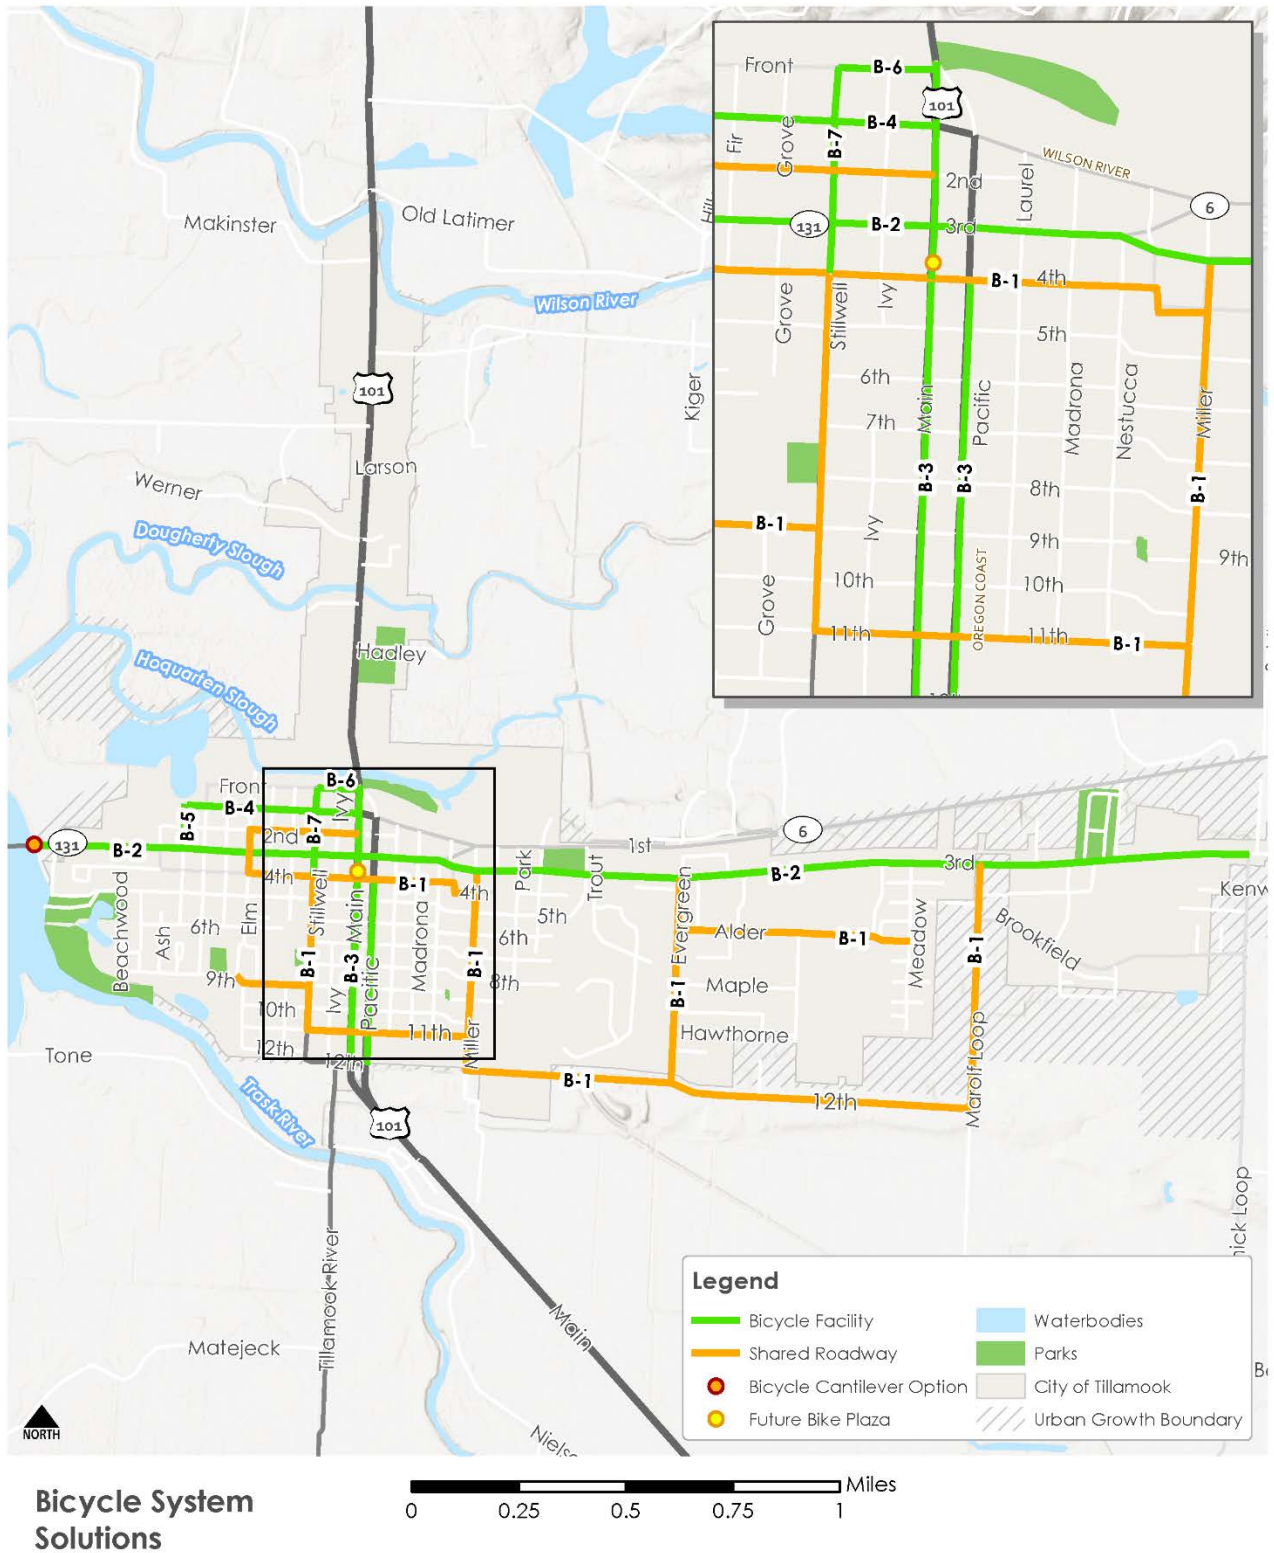 Front
B-6
101
B-4
B-7
Fir
Grove
WILSON RIVER
2nd
Laurel
6
131
B-2
3rd
B-1
4th
Grove
Stillwell
Ivy
5th
6th
Main
Pacific
Madrona
Nestucca
Miller
7th
B-3
B-3
8th
B-1
B-1
Ivy
9th
9th
10th
10th
Grove
OREGON COAST
11th
11th
B-1
Makinster
Old Latimer
Hill
Wilson River
101
Kiger
Larson
Werner
Dougherty Slough
Hadley
Hoquarten Slough
Front
B-6
Ivy
B-4
B-5
B-7
2nd
131
B-2
6
1st
3rd
Park
Trout
B-2
4th
B-1
4th
Kenw
Beachwood
Ash
6th
Elm
Stillwell
Main
Madrona
5th
6th
Evergreen
Alder
B-1
Meadow
Brookfield
B-1
B-1
B-3
B-1
9th
8th
Maple
B-1
Ivy
Pacific
10th
11th
Hawthorne
Miller
12th
12th
Tone
B-1
12th
Marolf Loop
Trask River
101
Tillamook River
Main
Matejeck
Nielse
nick Loop
Legend
Bicycle Facility
Shared Roadway
Bicycle Cantilever Option
Future Bike Plaza
Waterbodies
Parks
City of Tillamook
Urban Growth Boundary
NORTH
Bicycle System
Solutions
Miles
0 0.25 0.5 0.75 1